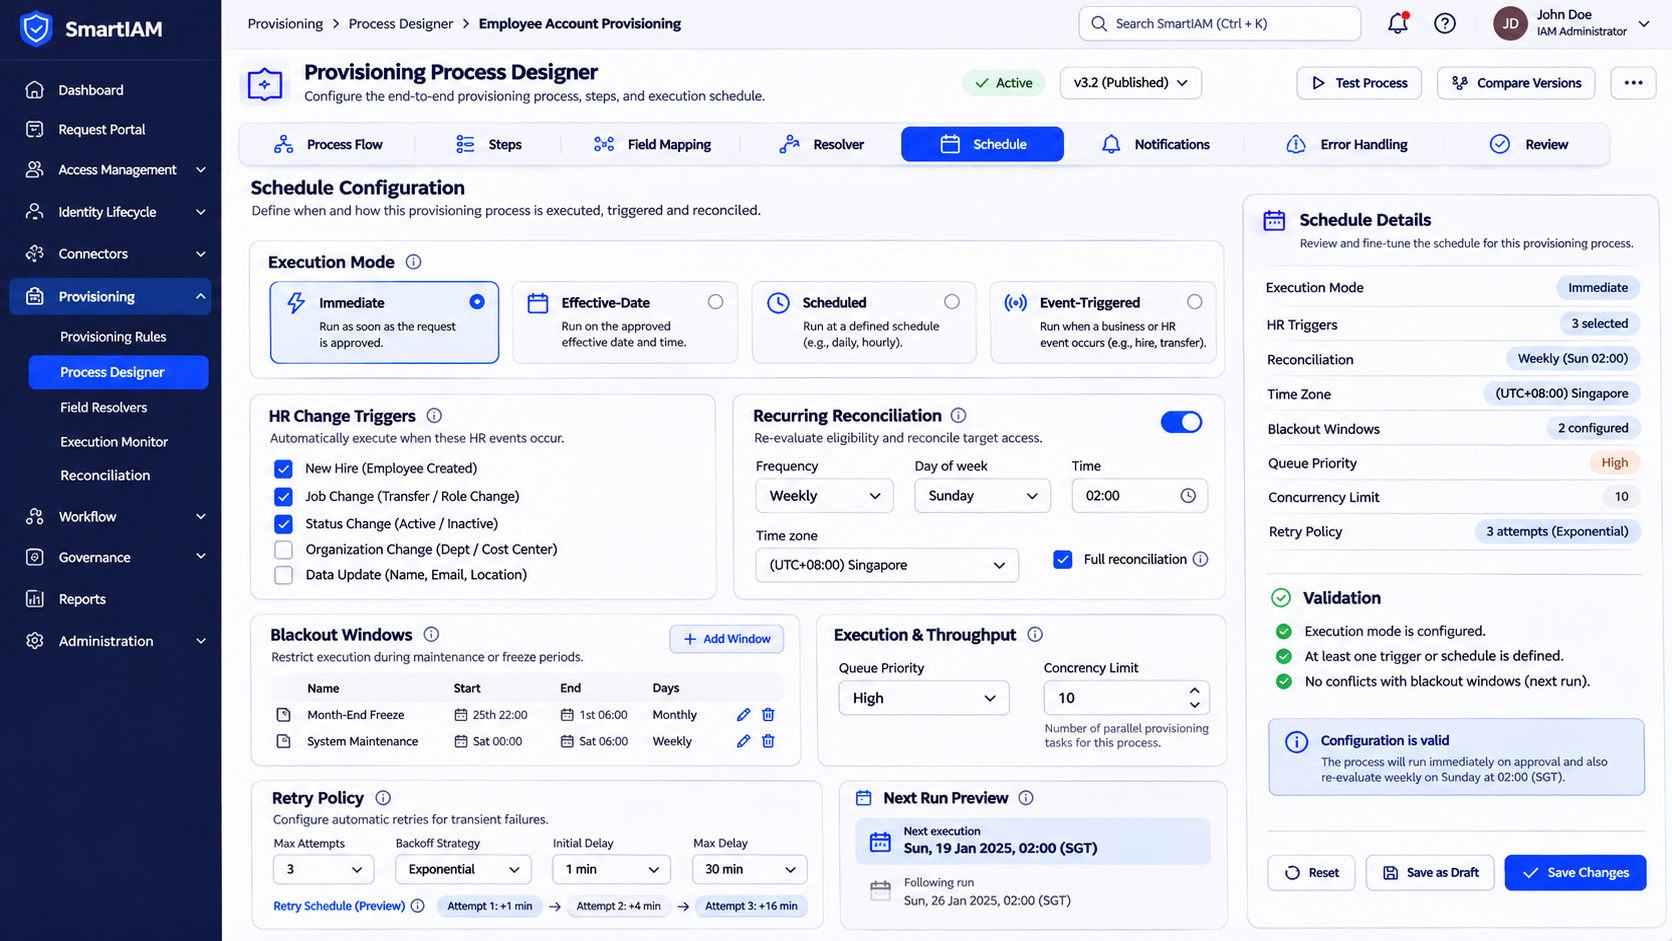 SmartIAM
Dashboard
Request Portal
Access Management
Identity Lifecycle
Connectors
Provisioning
Provisioning Rules
Process Designer
Field Resolvers
Execution Monitor
Reconciliation
Workflow
Governance
Reports
Administration
Provisioning > Process Designer > Employee Account Provisioning
Search SmartIAM (Ctrl + K)
JD
John Doe
IAM Administrator
Provisioning Process Designer
Configure the end-to-end provisioning process, steps, and execution schedule.
Active
v3.2 (Published)
Test Process
Compare Versions
Process Flow
Steps
Field Mapping
Resolver
Schedule
Notifications
Error Handling
Review
Schedule Configuration
Define when and how this provisioning process is executed, triggered and reconciled.
Execution Mode
Immediate
Run as soon as the request
is approved.
Effective-Date
Run on the approved
effective date and time.
Scheduled
Run at a defined schedule
(e.g., daily, hourly).
Event-Triggered
Run when a business or HR
event occurs (e.g., hire, transfer).
HR Change Triggers
Automatically execute when these HR events occur.
New Hire (Employee Created)
Job Change (Transfer / Role Change)
Status Change (Active / Inactive)
Organization Change (Dept / Cost Center)
Data Update (Name, Email, Location)
Recurring Reconciliation
Re-evaluate eligibility and reconcile target access.
Frequency
Weekly
Day of week
Sunday
Time
02:00
Time zone
(UTC+08:00) Singapore
Full reconciliation
Blackout Windows
Restrict execution during maintenance or freeze periods.
+ Add Window
Name Start End Days
Month-End Freeze 25th 22:00 1st 06:00 Monthly
System Maintenance Sat 00:00 Sat 06:00 Weekly
Execution & Throughput
Queue Priority
High
Concrency Limit
10
Number of parallel provisioning
tasks for this process.
Retry Policy
Configure automatic retries for transient failures.
Max Attempts
3
Backoff Strategy
Exponential
Initial Delay
1 min
Max Delay
30 min
Retry Schedule (Preview)
Attempt 1: +1 min → Attempt 2: +4 min → Attempt 3: +16 min
Next Run Preview
Next execution
Sun, 19 Jan 2025, 02:00 (SGT)
Following run
Sun, 26 Jan 2025, 02:00 (SGT)
Schedule Details
Review and fine-tune the schedule for this provisioning process.
Execution Mode Immediate
HR Triggers 3 selected
Reconciliation Weekly (Sun 02:00)
Time Zone (UTC+08:00) Singapore
Blackout Windows 2 configured
Queue Priority High
Concurrency Limit 10
Retry Policy 3 attempts (Exponential)
Validation
Execution mode is configured.
At least one trigger or schedule is defined.
No conflicts with blackout windows (next run).
Configuration is valid
The process will run immediately on approval and also
re-evaluate weekly on Sunday at 02:00 (SGT).
Reset
Save as Draft
Save Changes